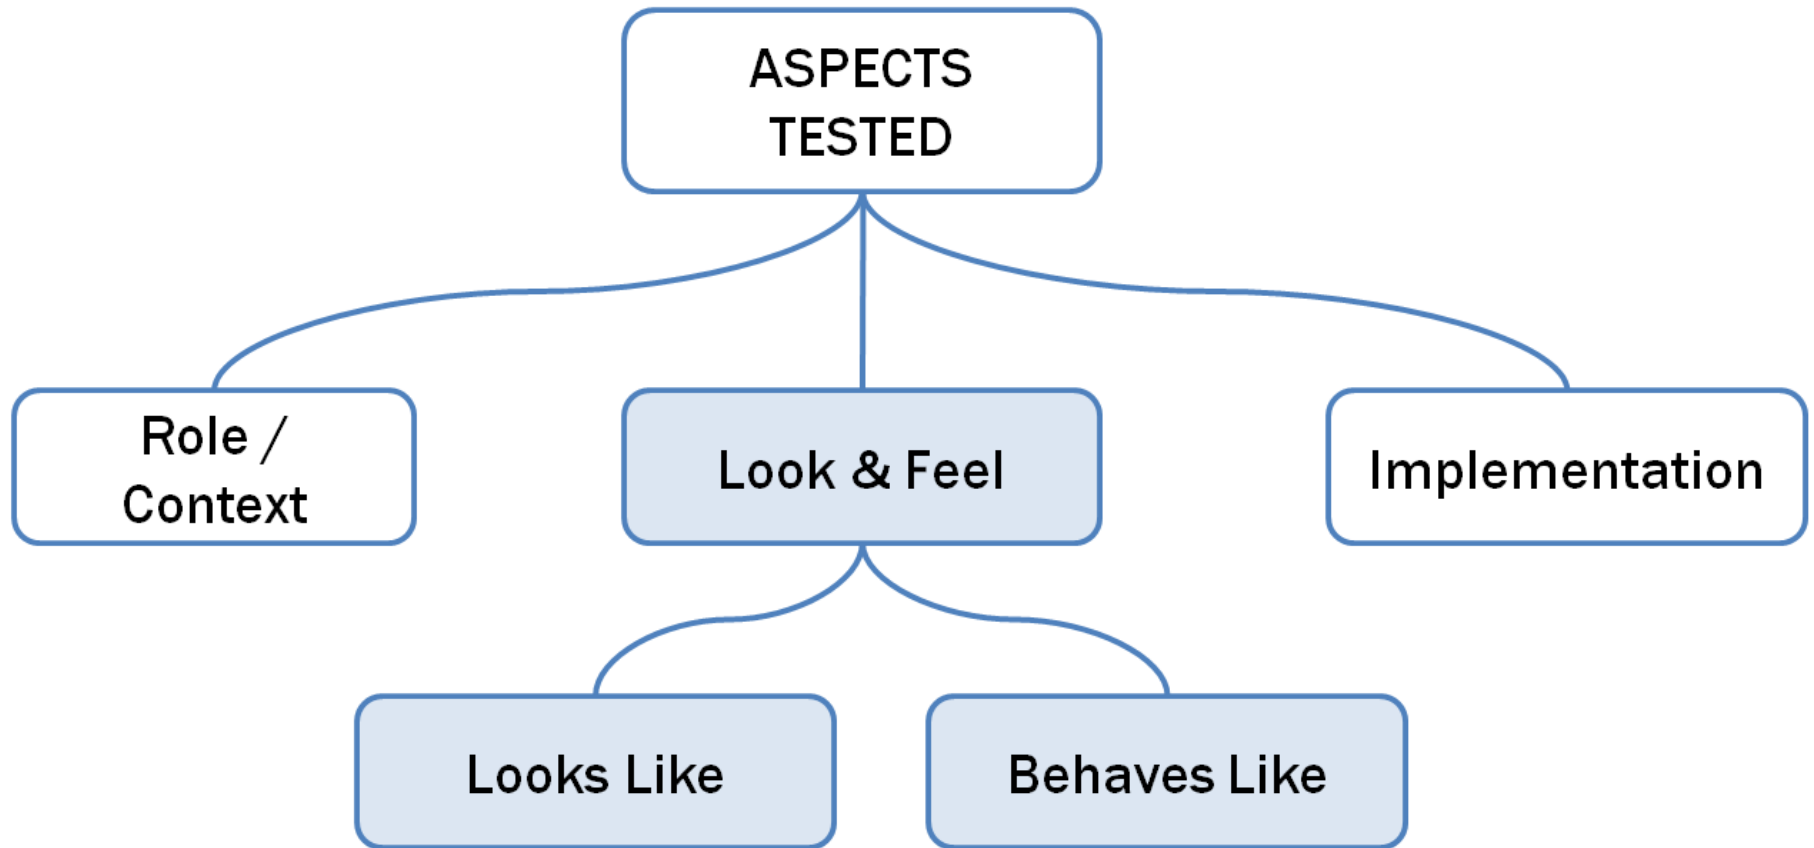 ASPECTS
TESTED
Role /
Context
Look & Feel
Implementation
Looks Like
Behaves Like